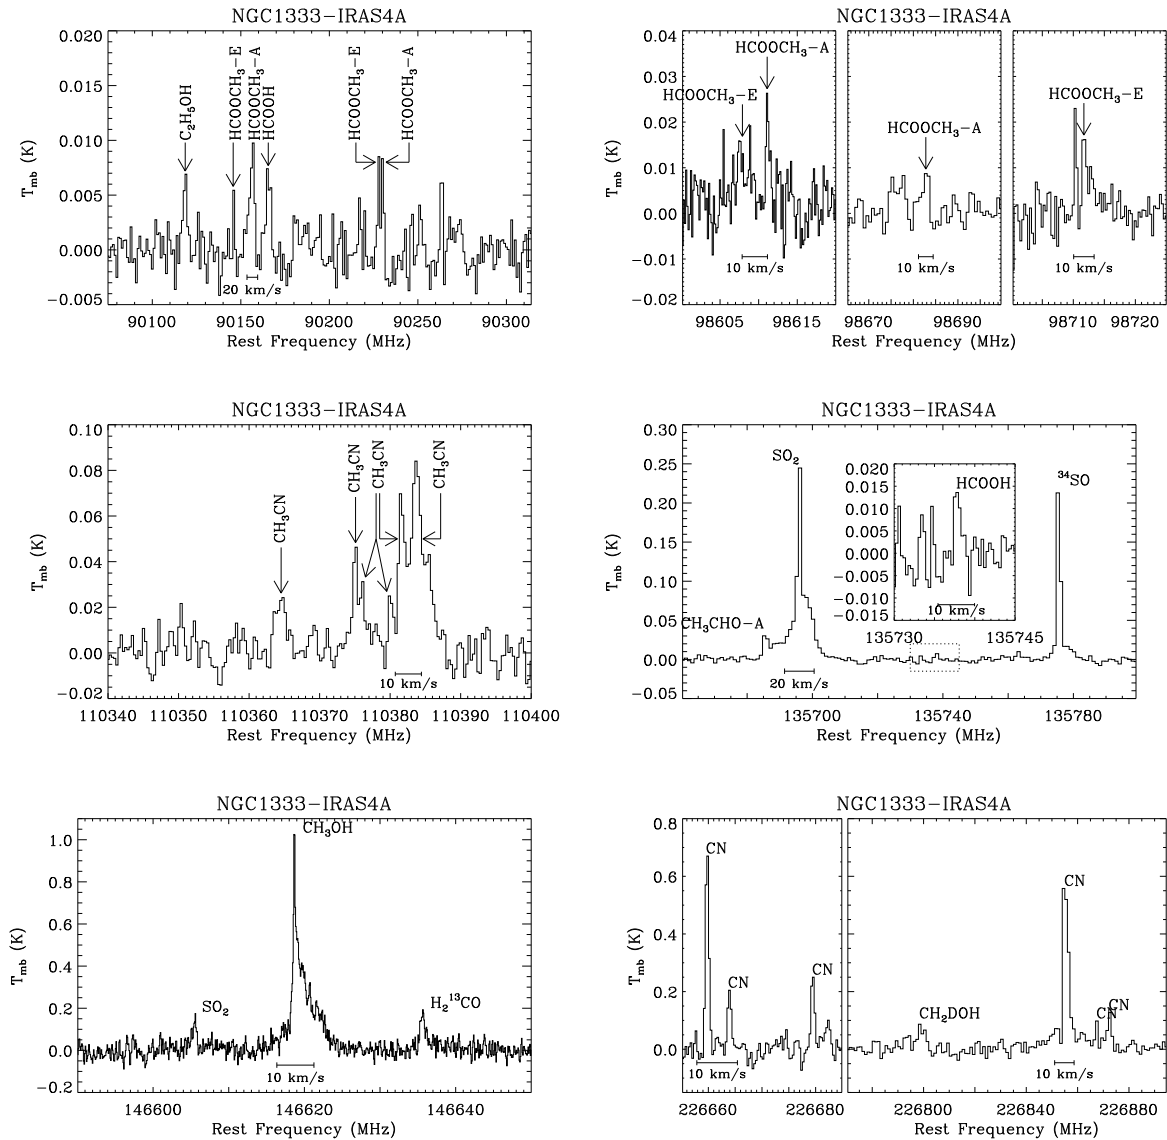 NGC1333−IRAS4A
0.020
0.015
0.010
0.005
0.000
−0.005
T_mb (K)
C₂H₅OH
HCOOCH₃−E
HCOOCH₃−A
HCOOH
HCOOCH₃−E
HCOOCH₃−A
20 km/s
90100 90150 90200 90250 90300
Rest Frequency (MHz)
NGC1333−IRAS4A
0.04
0.03
0.02
0.01
0.00
−0.01
−0.02
T_mb (K)
HCOOCH₃−A
HCOOCH₃−E
HCOOCH₃−A
HCOOCH₃−E
10 km/s
10 km/s
10 km/s
98605 98615 98670 98690 98710 98720
Rest Frequency (MHz)
NGC1333−IRAS4A
0.10
0.08
0.06
0.04
0.02
0.00
−0.02
T_mb (K)
CH₃CN
CH₃CN
CH₃CN
CH₃CN
10 km/s
110340 110350 110360 110370 110380 110390 110400
Rest Frequency (MHz)
NGC1333−IRAS4A
0.30
0.25
0.20
0.15
0.10
0.05
0.00
−0.05
T_mb (K)
SO₂
CH₃CHO−A
0.020
0.015
0.010
0.005
0.000
−0.005
−0.010
−0.015
HCOOH
10 km/s
135730 135745
³⁴SO
20 km/s
135700 135740 135780
Rest Frequency (MHz)
NGC1333−IRAS4A
1.0
0.8
0.6
0.4
0.2
0.0
−0.2
T_mb (K)
CH₃OH
SO₂
H₂¹³CO
10 km/s
146600 146620 146640
Rest Frequency (MHz)
NGC1333−IRAS4A
0.8
0.6
0.4
0.2
0.0
T_mb (K)
CN
CN
CN
CH₂DOH
CN
CN
CN
10 km/s
10 km/s
226660 226680 226800 226840 226880
Rest Frequency (MHz)